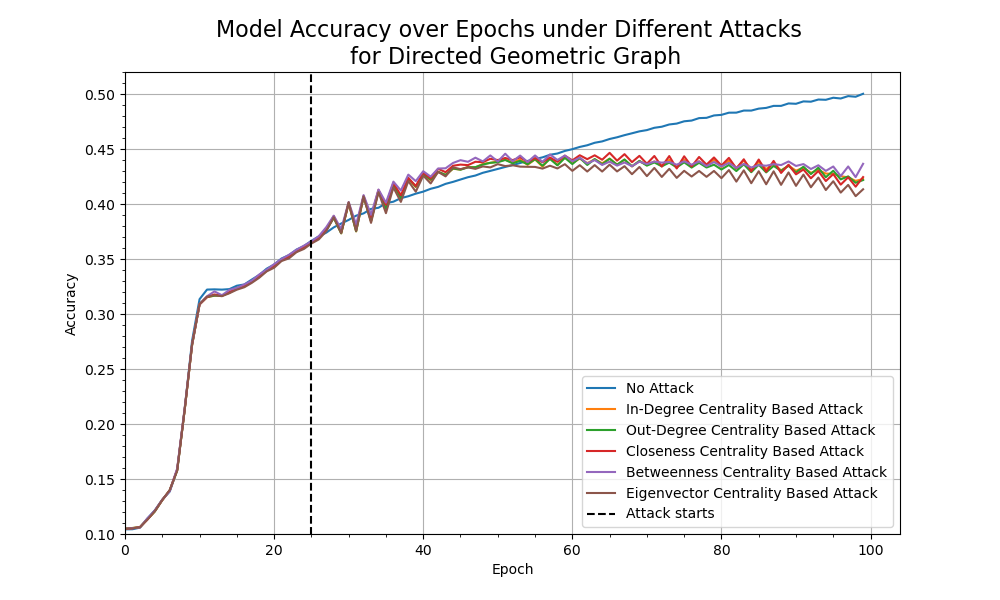 Model Accuracy over Epochs under Different Attacks
for Directed Geometric Graph
Accuracy
0.50
0.45
0.40
0.35
0.30
0.25
0.20
0.15
0.10
0 20 40 60 80 100
Epoch
No Attack
In-Degree Centrality Based Attack
Out-Degree Centrality Based Attack
Closeness Centrality Based Attack
Betweenness Centrality Based Attack
Eigenvector Centrality Based Attack
Attack starts